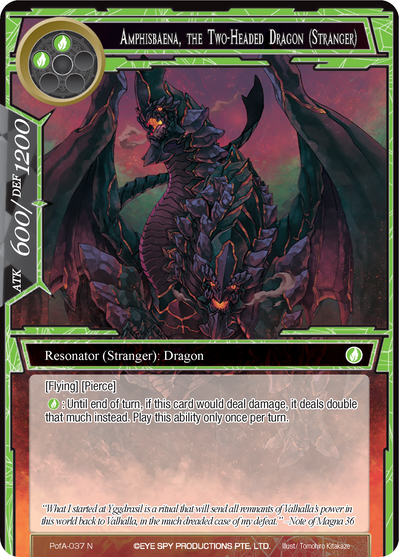 Amphisbaena, the Two-Headed Dragon (Stranger)
ATK 600/ DEF 1200
Resonator (Stranger): Dragon
[Flying] [Pierce]
: Until end of turn, if this card would deal damage, it deals double
that much instead. Play this ability only once per turn.
"What I started at Yggdrasil is a ritual that will send all remnants of Valhalla's power in
this world back to Valhalla, in the much dreaded case of my defeat." Note of Magna 36
PofA-037 N
©EYE SPY PRODUCTIONS PTE. LTD.
Illust/ Tomohiro Kitakaze